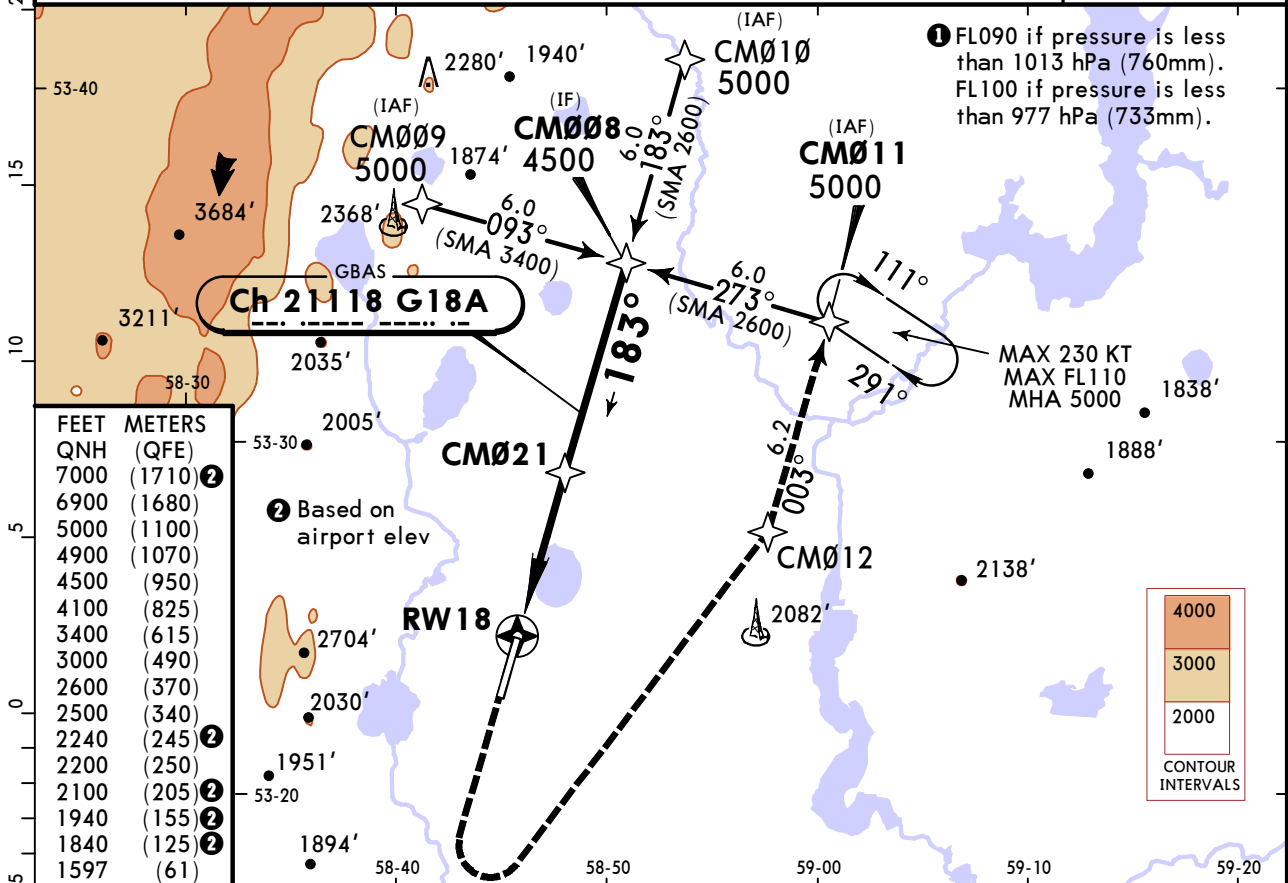 (IAF)
CMØ1Ø
5000
❶ FL090 if pressure is less
than 1013 hPa (760mm).
FL100 if pressure is less
than 977 hPa (733mm).
2280'
1940'
53-40
(IAF)
CMØØ9
5000
(IF)
CMØØ8
4500
6.0
183°
(SMA 2600)
(IAF)
CMØ11
5000
15
1874'
3684'
2368'
6.0
093°
(SMA 3400)
GBAS
Ch 21118 G18A
6.0
273°
(SMA 2600)
111°
291°
MAX 230 KT
MAX FL110
MHA 5000
3211'
2035'
183°
10
58-30
1838'
1888'
2005'
53-30
CMØ21
6.2
003°
FEET METERS
QNH (QFE)
7000 (1710) ❷
6900 (1680)
5000 (1100)
4900 (1070)
4500 (950)
4100 (825)
3400 (615)
3000 (490)
2600 (370)
2500 (340)
2240 (245) ❷
2200 (250)
2100 (205) ❷
1940 (155) ❷
1840 (125) ❷
1597 (61)
❷ Based on
airport elev
5
CMØ12
2138'
2082'
RW18
2704'
2030'
0
1951'
53-20
1894'
4000
3000
2000
CONTOUR
INTERVALS
5
58-40
58-50
59-00
59-10
59-20